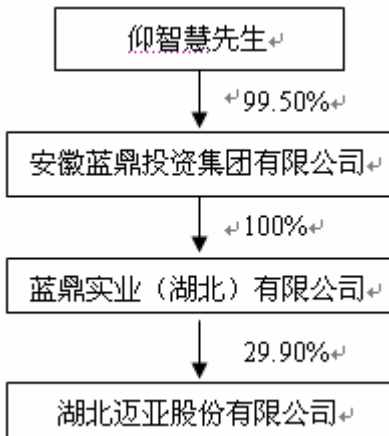 仰智慧先生
99.50%
安徽蓝鼎投资集团有限公司
100%
蓝鼎实业（湖北）有限公司
29.90%
湖北迈亚股份有限公司